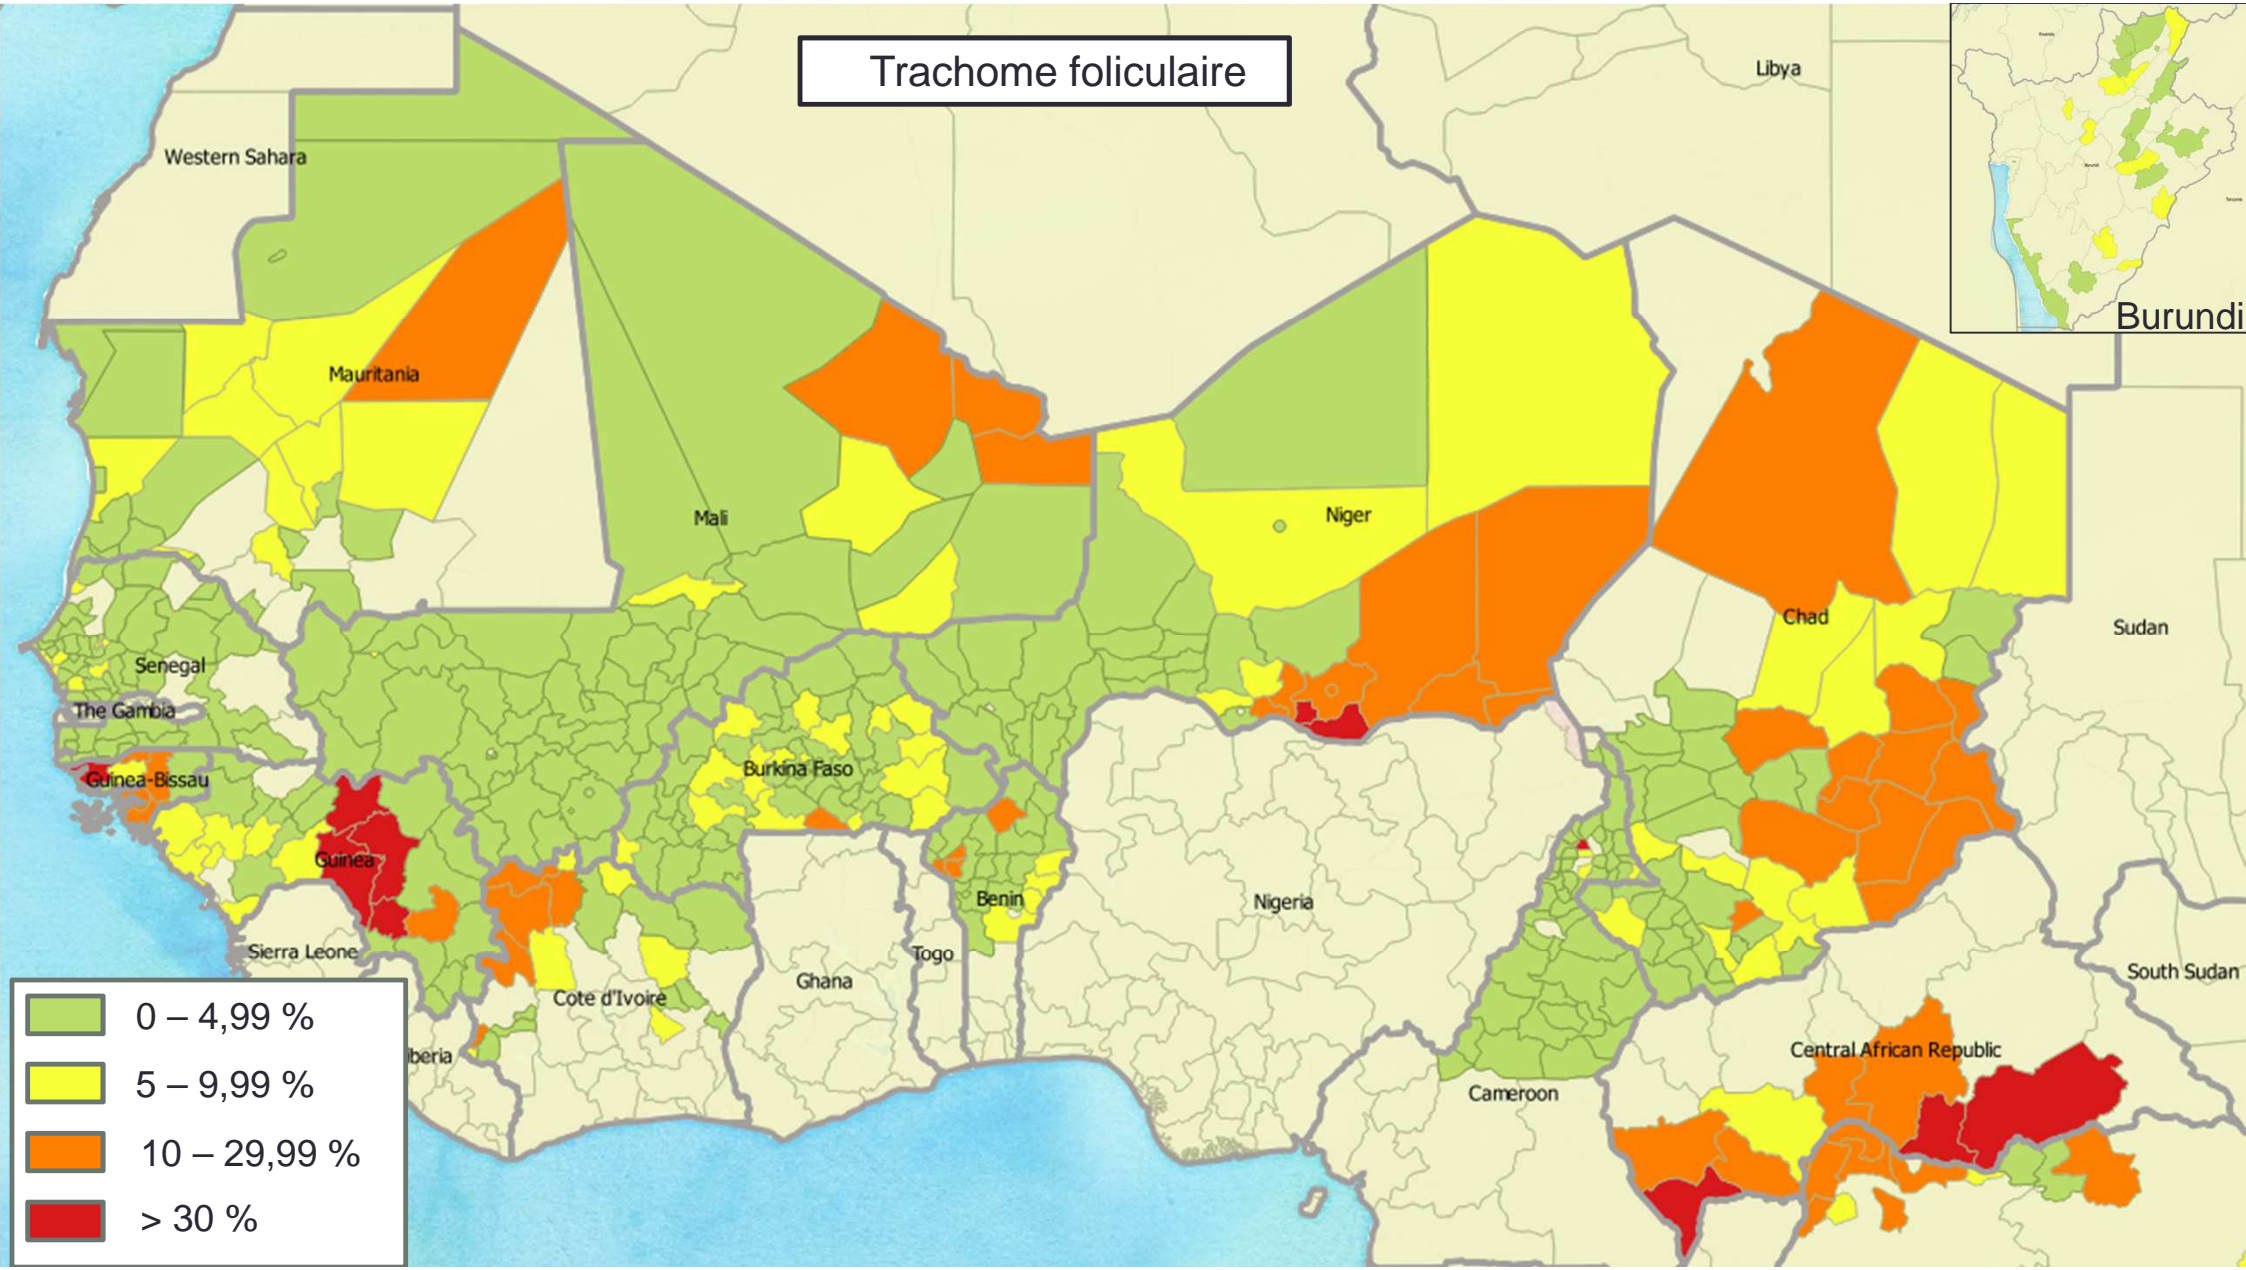 Trachome foliculaire
Libya
Western Sahara
Burundi
Mauritania
Mali
Niger
Chad
Sudan
Senegal
The Gambia
Guinea-Bissau
Burkina Faso
Guinea
Benin
Nigeria
Sierra Leone
Togo
Ghana
Cote d'Ivoire
South Sudan
iberia
Central African Republic
Cameroon
0 – 4,99 %
5 – 9,99 %
10 – 29,99 %
> 30 %